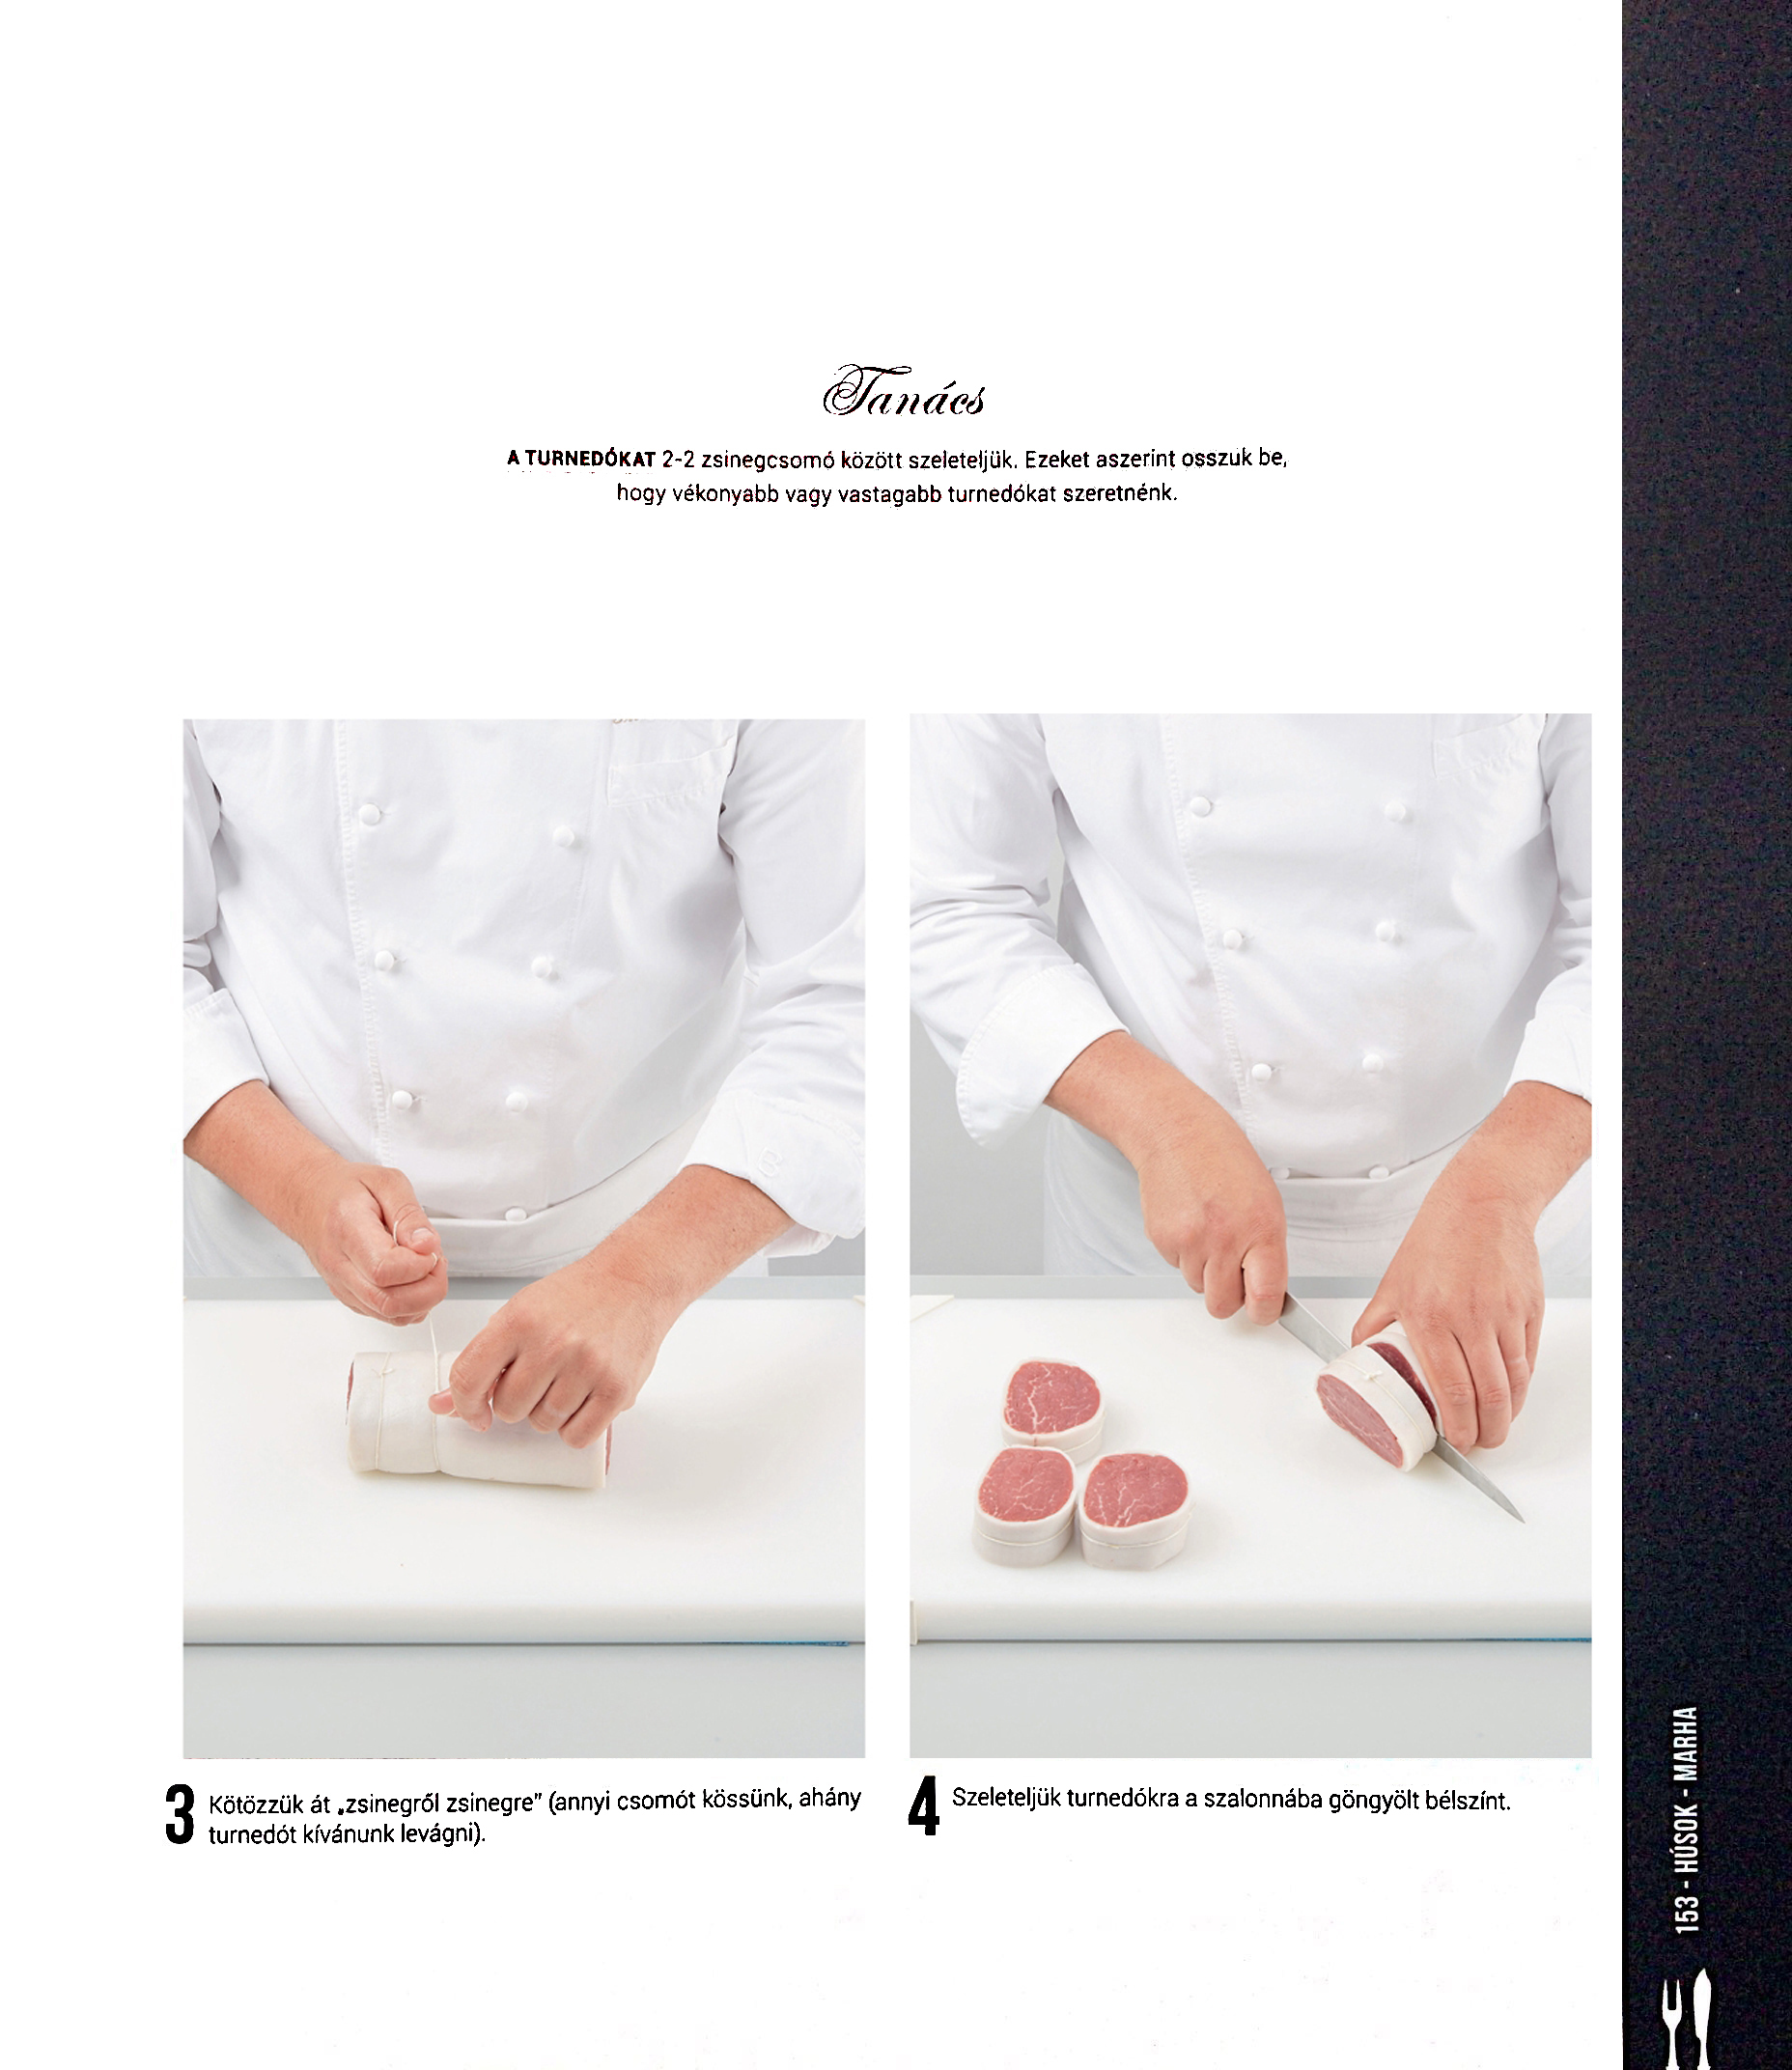 Tanács
A TURNEDÓKAT 2-2 zsinegcsomó között szeleteljük. Ezeket aszerint osszuk be,
hogy vékonyabb vagy vastagabb turnedókat szeretnénk.
3 Kötözzük át „zsinegről zsinegre” (annyi csomót kössünk, ahány
turnedót kívánunk levágni).
4 Szeleteljük turnedókra a szalonnába göngyölt bélszínt.
153 - HÚSOK - MARHA